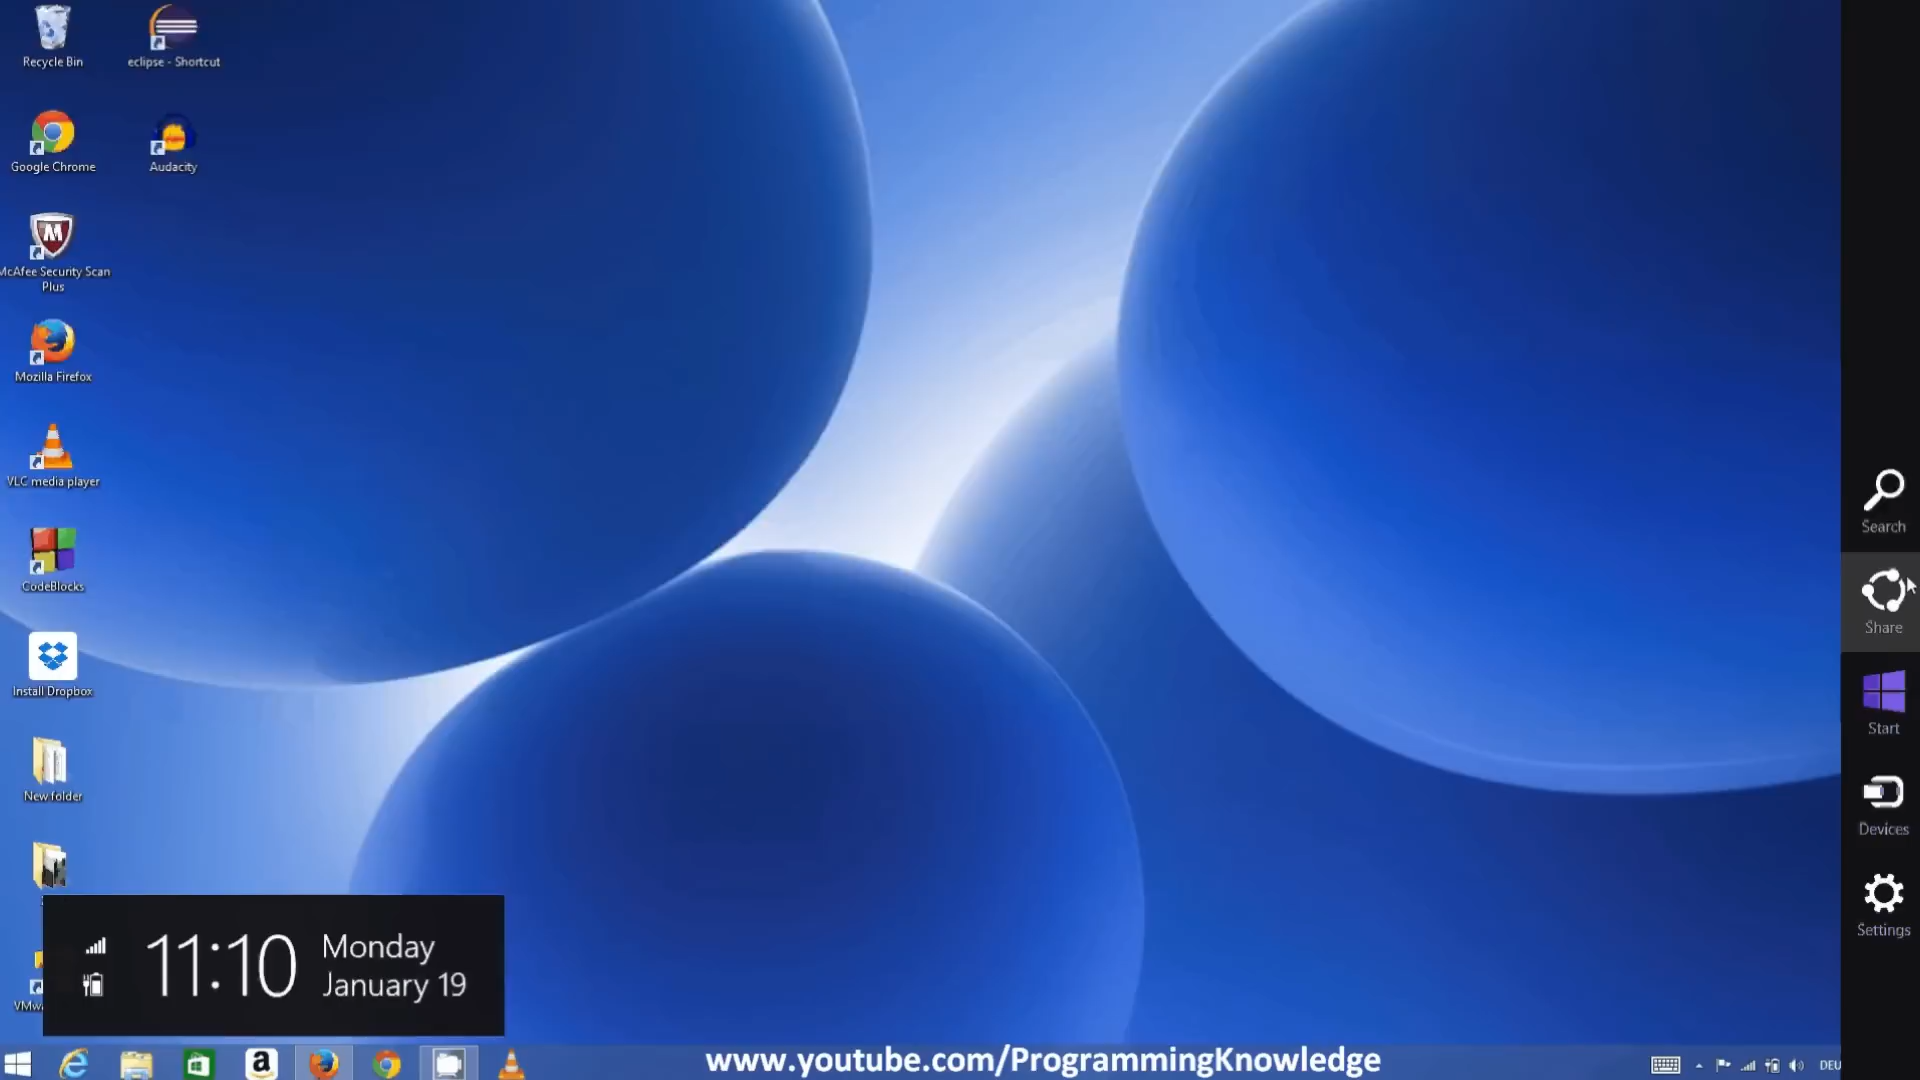 Recycle Bin
eclipse - Shortcut
Google Chrome
Audacity
McAfee Security Scan
Plus
Mozilla Firefox
VLC media player
CodeBlocks
Install Dropbox
New folder
VMw
11:10
Monday
January 19
Search
Share
Start
Devices
Settings
www.youtube.com/ProgrammingKnowledge
DEU